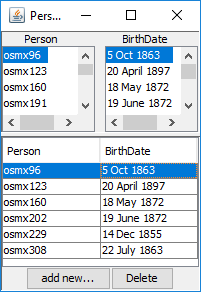 Pers...
Person BirthDate
osmx96 5 Oct 1863
osmx123 20 April 1897
osmx160 18 May 1872
osmx191 19 June 1872
Person BirthDate
osmx96 5 Oct 1863
osmx123 20 April 1897
osmx160 18 May 1872
osmx202 19 June 1872
osmx229 14 Dec 1855
osmx308 22 July 1863
add new... Delete